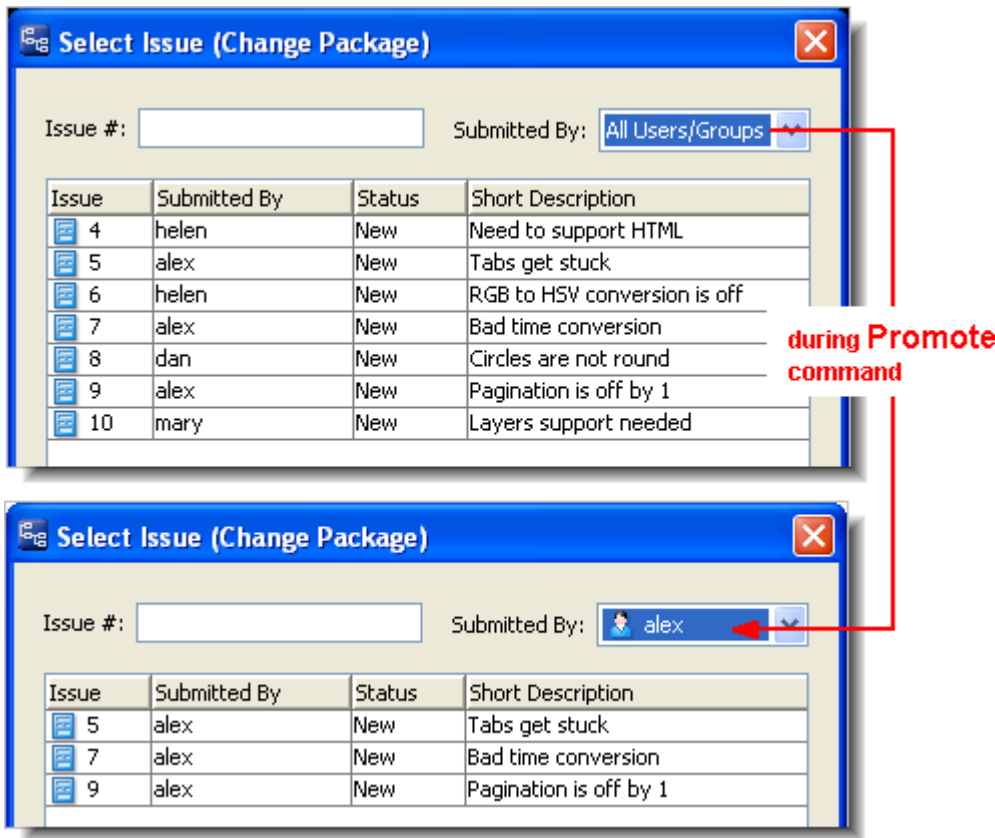 Select Issue (Change Package)
Issue #: Submitted By: All Users/Groups
Issue Submitted By Status Short Description
4 helen New Need to support HTML
5 alex New Tabs get stuck
6 helen New RGB to HSV conversion is off
7 alex New Bad time conversion
8 dan New Circles are not round
9 alex New Pagination is off by 1
10 mary New Layers support needed
during Promote
command
Select Issue (Change Package)
Issue #: Submitted By: alex
Issue Submitted By Status Short Description
5 alex New Tabs get stuck
7 alex New Bad time conversion
9 alex New Pagination is off by 1